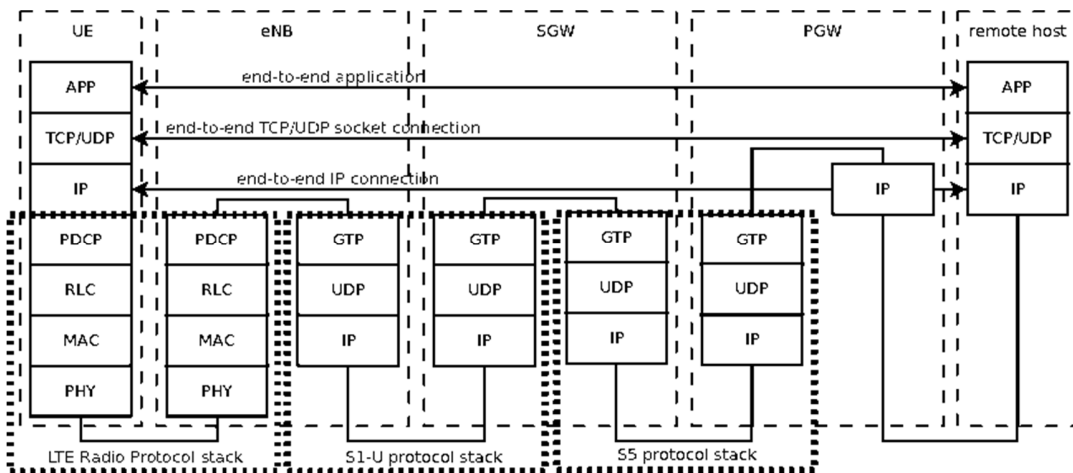 UE
eNB
SGW
PGW
remote host
end-to-end application
APP
APP
end-to-end TCP/UDP socket connection
TCP/UDP
TCP/UDP
end-to-end IP connection
IP
IP
IP
PDCP
PDCP
GTP
GTP
GTP
GTP
RLC
RLC
UDP
UDP
UDP
UDP
MAC
MAC
IP
IP
IP
IP
PHY
PHY
LTE Radio Protocol stack
S1-U protocol stack
S5 protocol stack